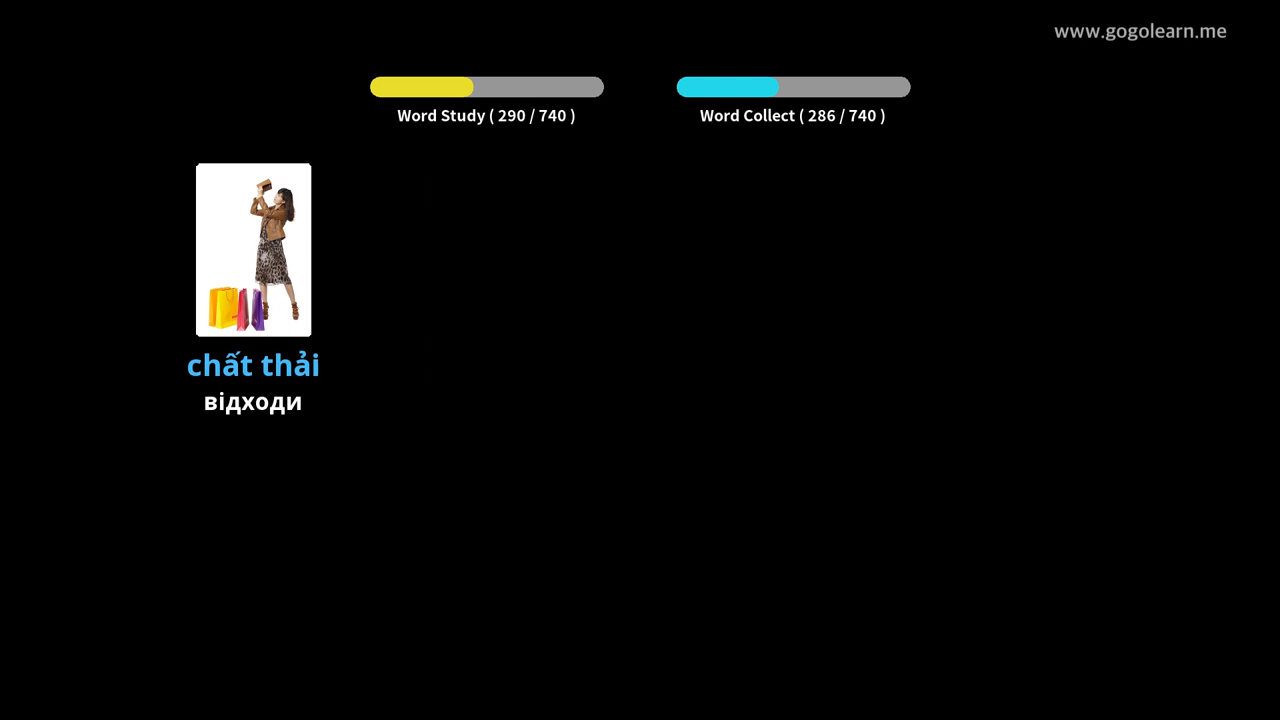 www.gogolearn.me
Word Study ( 290 / 740 )
Word Collect ( 286 / 740 )
chất thải
відходи